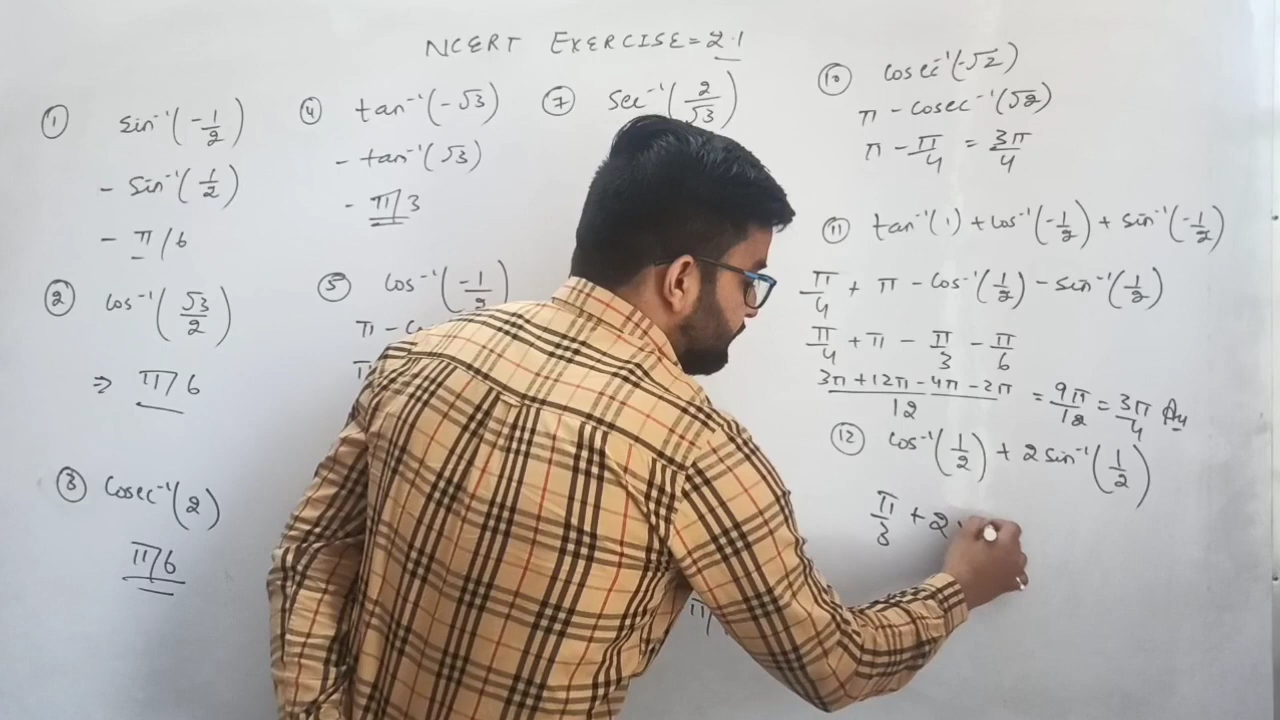 NCERT EXERCISE = 2.1
① sin⁻¹(-1/2)
- sin⁻¹(1/2)
- π/6
② cos⁻¹(√3/2)
⇒ π/6
③ cosec⁻¹(2)
π/6
④ tan⁻¹(-√3)
- tan⁻¹(√3)
- π/3
⑤ cos⁻¹(-1/2)
π - c
π
⑦ sec⁻¹(2/√3)
π/
⑩ cosec⁻¹(-√2)
π - cosec⁻¹(√2)
π - π/4 = 3π/4
⑪ tan⁻¹(1) + cos⁻¹(-1/2) + sin⁻¹(-1/2)
π/4 + π - cos⁻¹(1/2) - sin⁻¹(1/2)
π/4 + π - π/3 - π/6
(3π + 12π - 4π - 2π)/12 = 9π/12 = 3π/4 Ans
⑫ cos⁻¹(1/2) + 2 sin⁻¹(1/2)
π/3 + 2